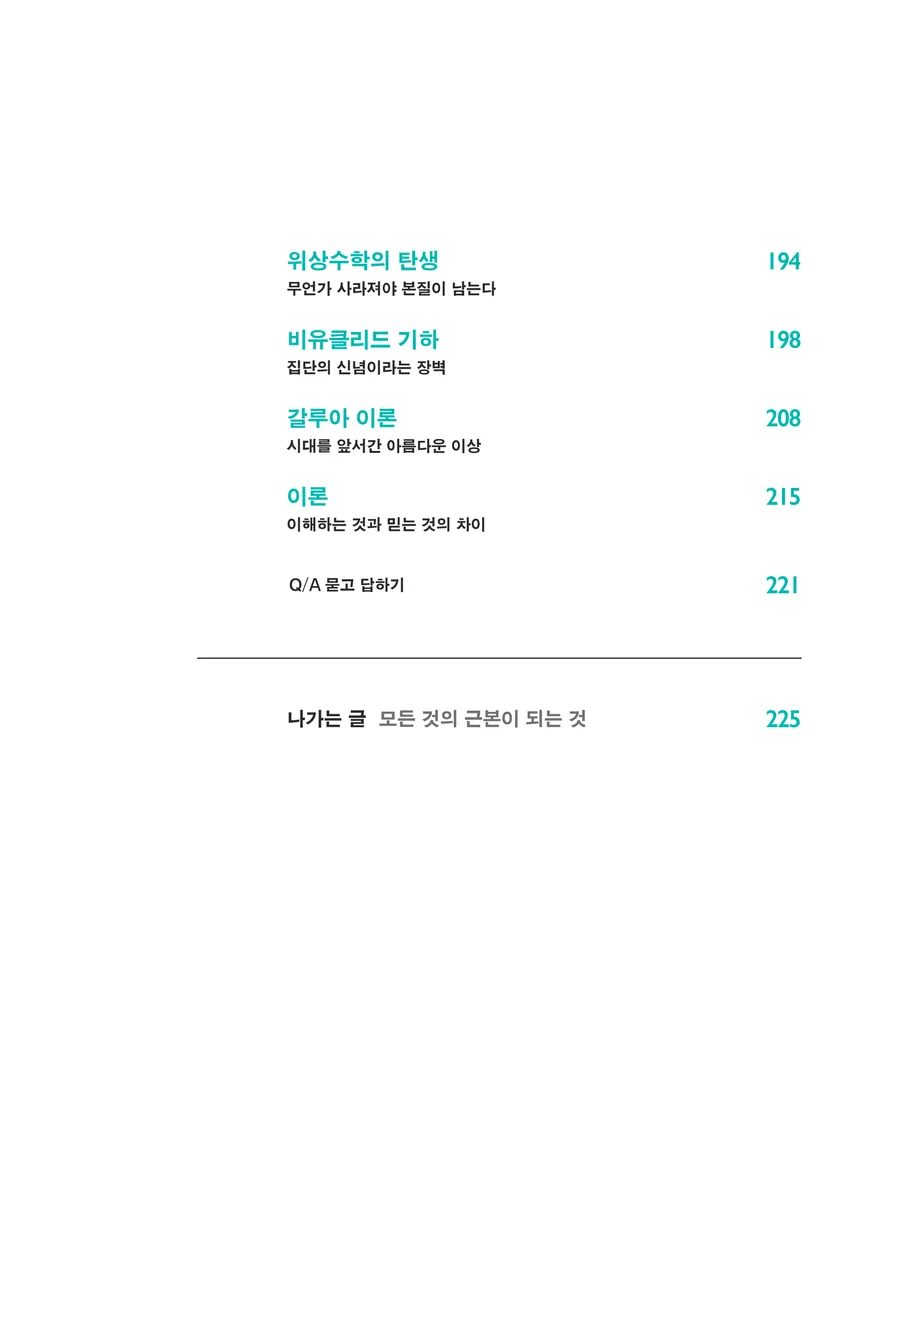 위상수학의 탄생 194
무언가 사라져야 본질이 남는다
비유클리드 기하 198
집단의 신념이라는 장벽
갈루아 이론 208
시대를 앞서간 아름다운 이상
이론 215
이해하는 것과 믿는 것의 차이
Q/A 묻고 답하기 221
나가는 글 모든 것의 근본이 되는 것 225